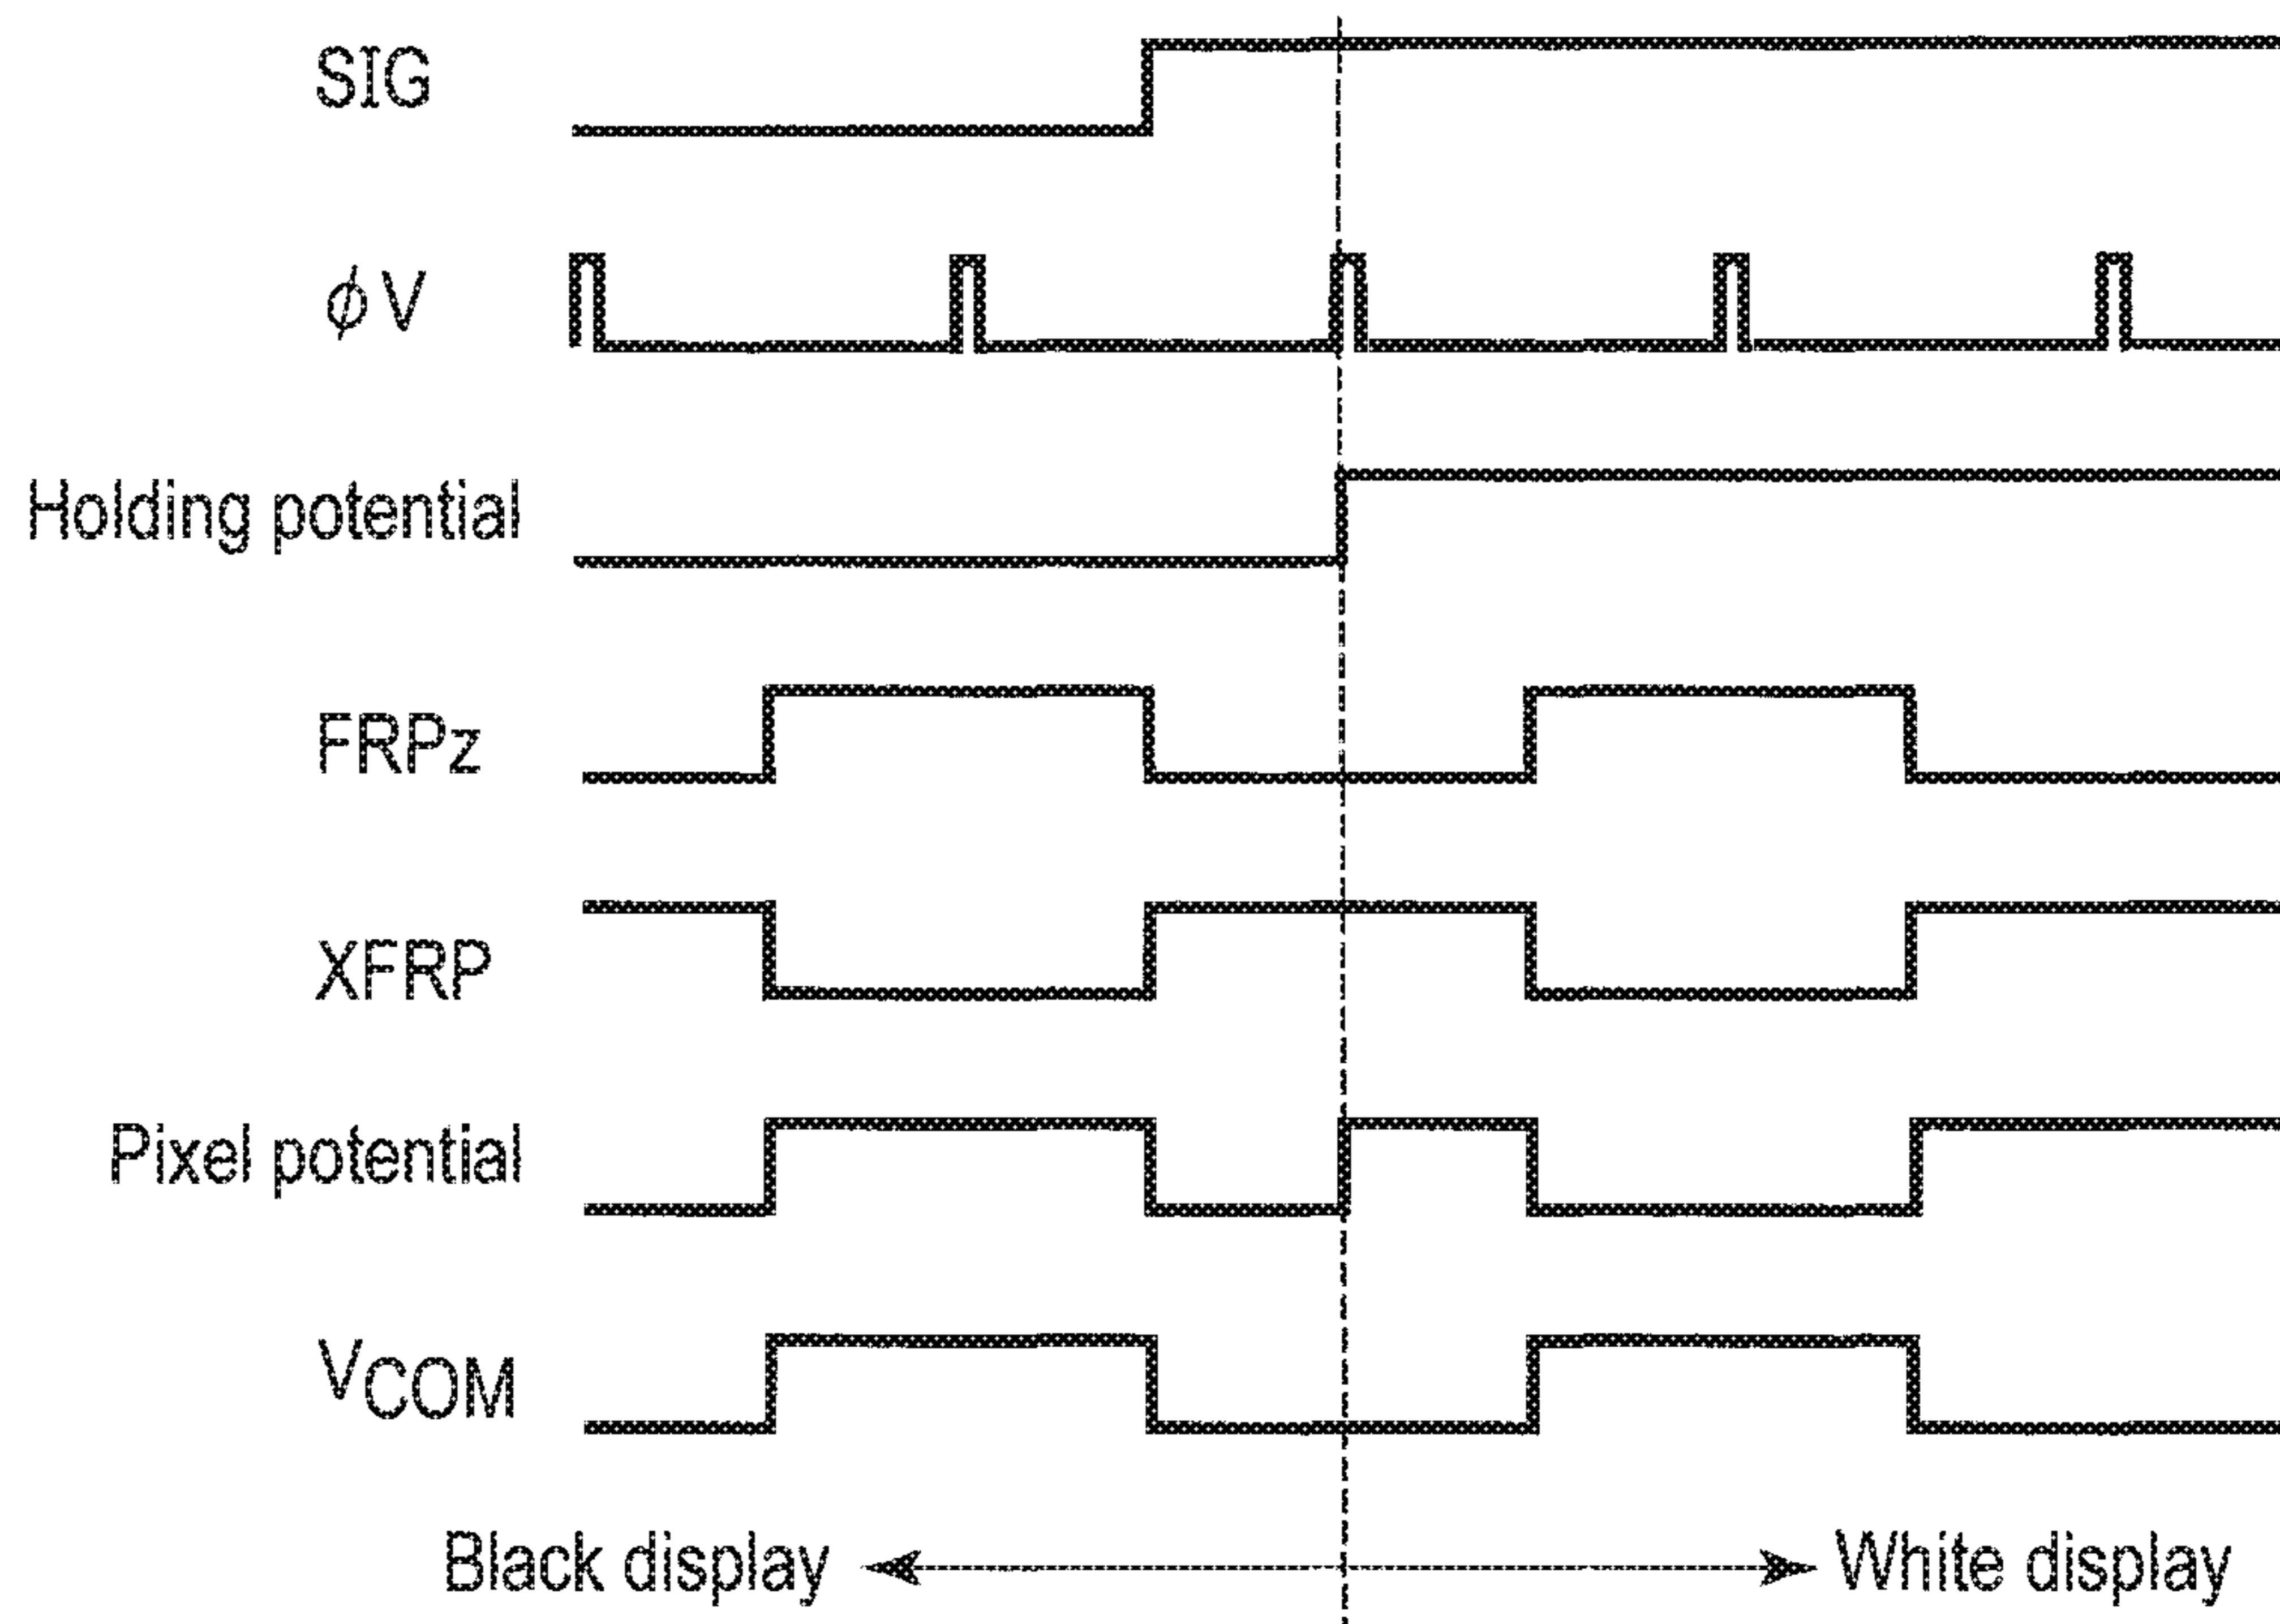 SIG
ϕV
Holding potential
FRPz
XFRP
Pixel potential
VCOM
Black display
White display